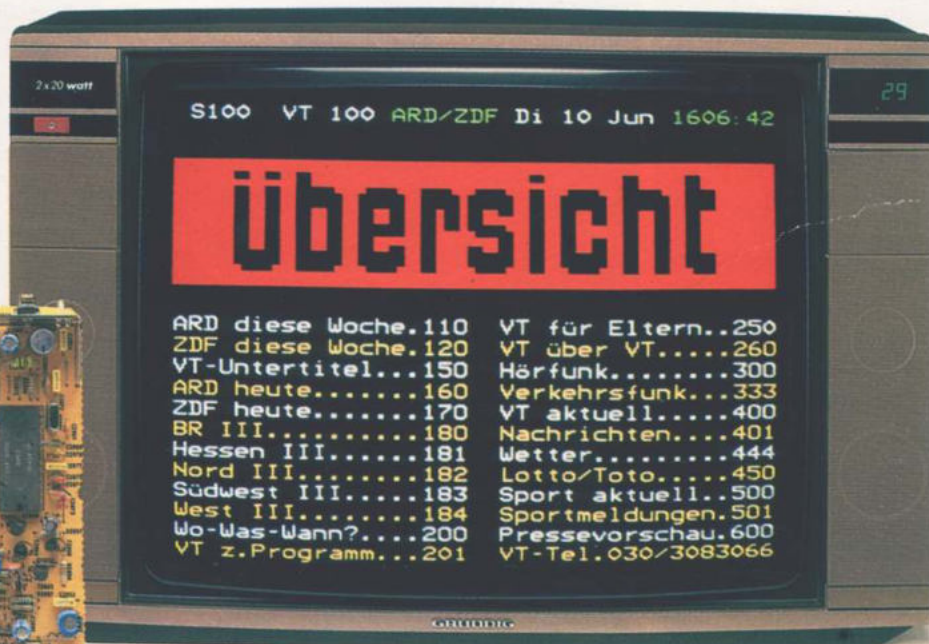 2x20 watt
29
S100 VT 100 ARD/ZDF Di 10 Jun 1606:42
übersicht
ARD diese Woche.110 VT für Eltern..250
ZDF diese Woche.120 VT über VT.....260
VT-Untertitel...150 Hörfunk........300
ARD heute.......160 Verkehrsfunk...333
ZDF heute.......170 VT aktuell.....400
BR III..........180 Nachrichten....401
Hessen III......181 Wetter.........444
Nord III........182 Lotto/Toto.....450
Südwest III.....183 Sport aktuell..500
West III........184 Sportmeldungen.501
Wo-Was-Wann?....200 Pressevorschau.600
VT z.Programm...201 VT-Tel.030/3083066
GRUNDIG